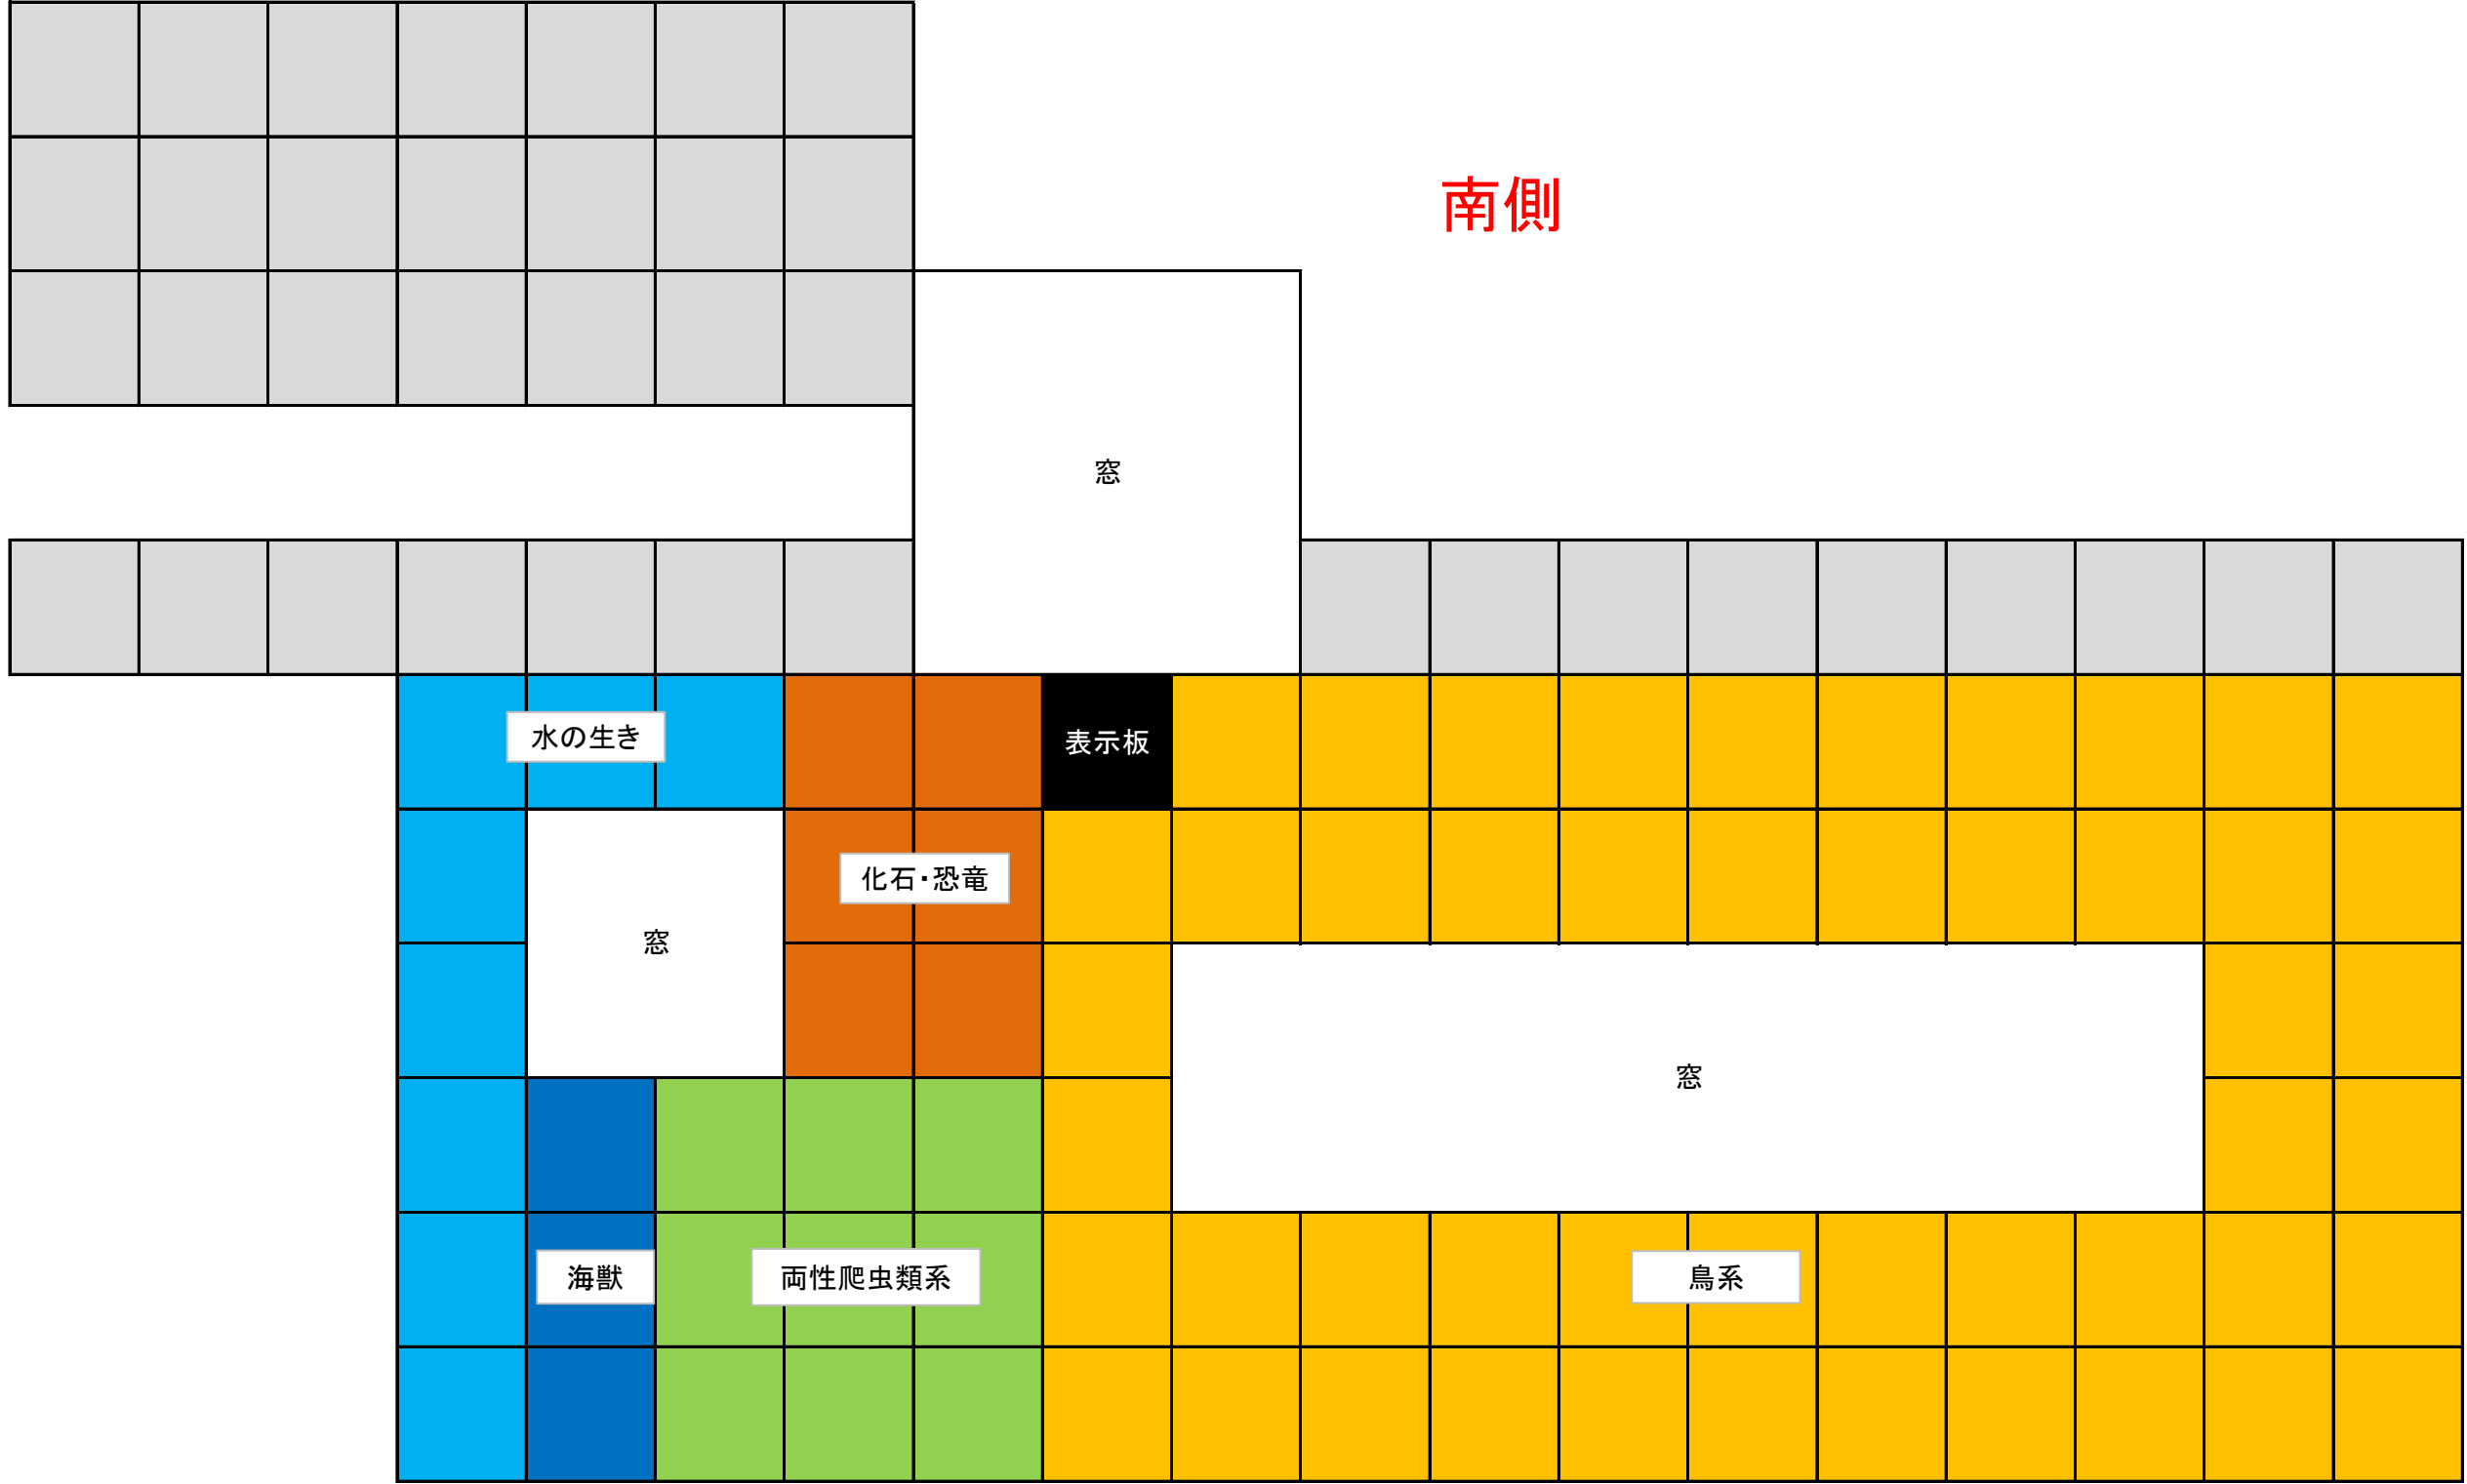 南側
窓
水の生き
表示板
化石・恐竜
窓
窓
海獣
両性爬虫類系
鳥系